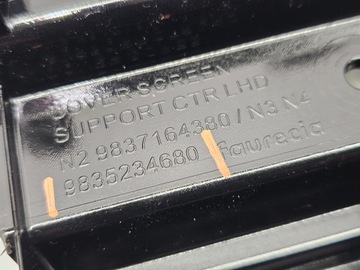 COVER SCREEN
SUPPORT CTR LHD
N2 9837164380 / N3 N4
9835234680 faurecia